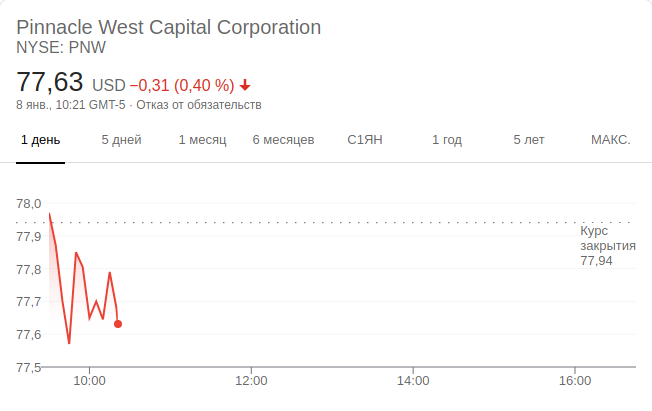 Pinnacle West Capital Corporation
NYSE: PNW
77,63 USD −0,31 (0,40 %)
8 янв., 10:21 GMT-5 · Отказ от обязательств
1 день 5 дней 1 месяц 6 месяцев С1ЯН 1 год 5 лет МАКС.
78,0
77,9
77,8
77,7
77,6
77,5
Курс
закрытия
77,94
10:00 12:00 14:00 16:00